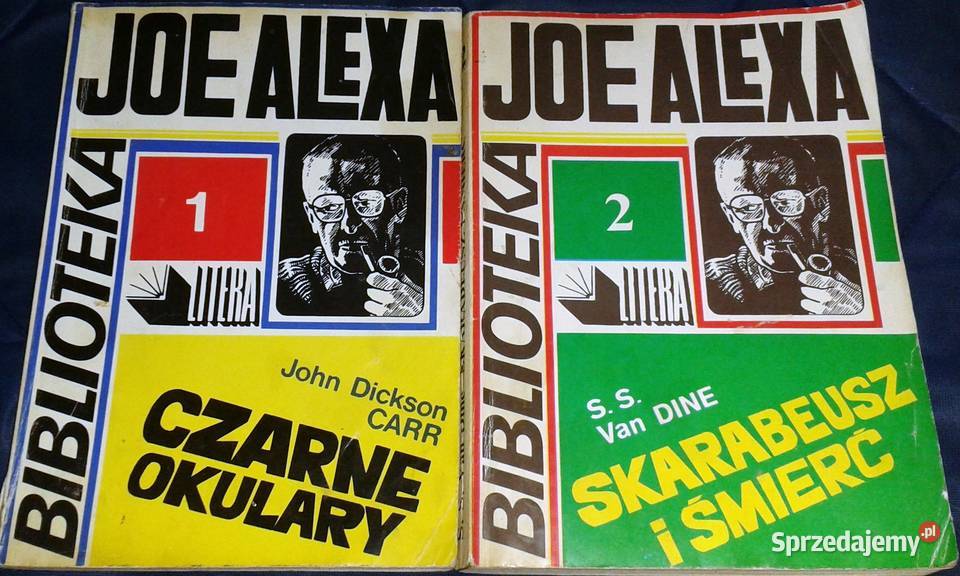 JOE ALEXA
BIBLIOTEKA
1
LITERA
John Dickson
CARR
CZARNE
OKULARY
JOE ALEXA
BIBLIOTEKA
2
LITERA
S. S.
Van DINE
SKARABEUSZ
i ŚMIERĆ
Sprzedajemy.pl